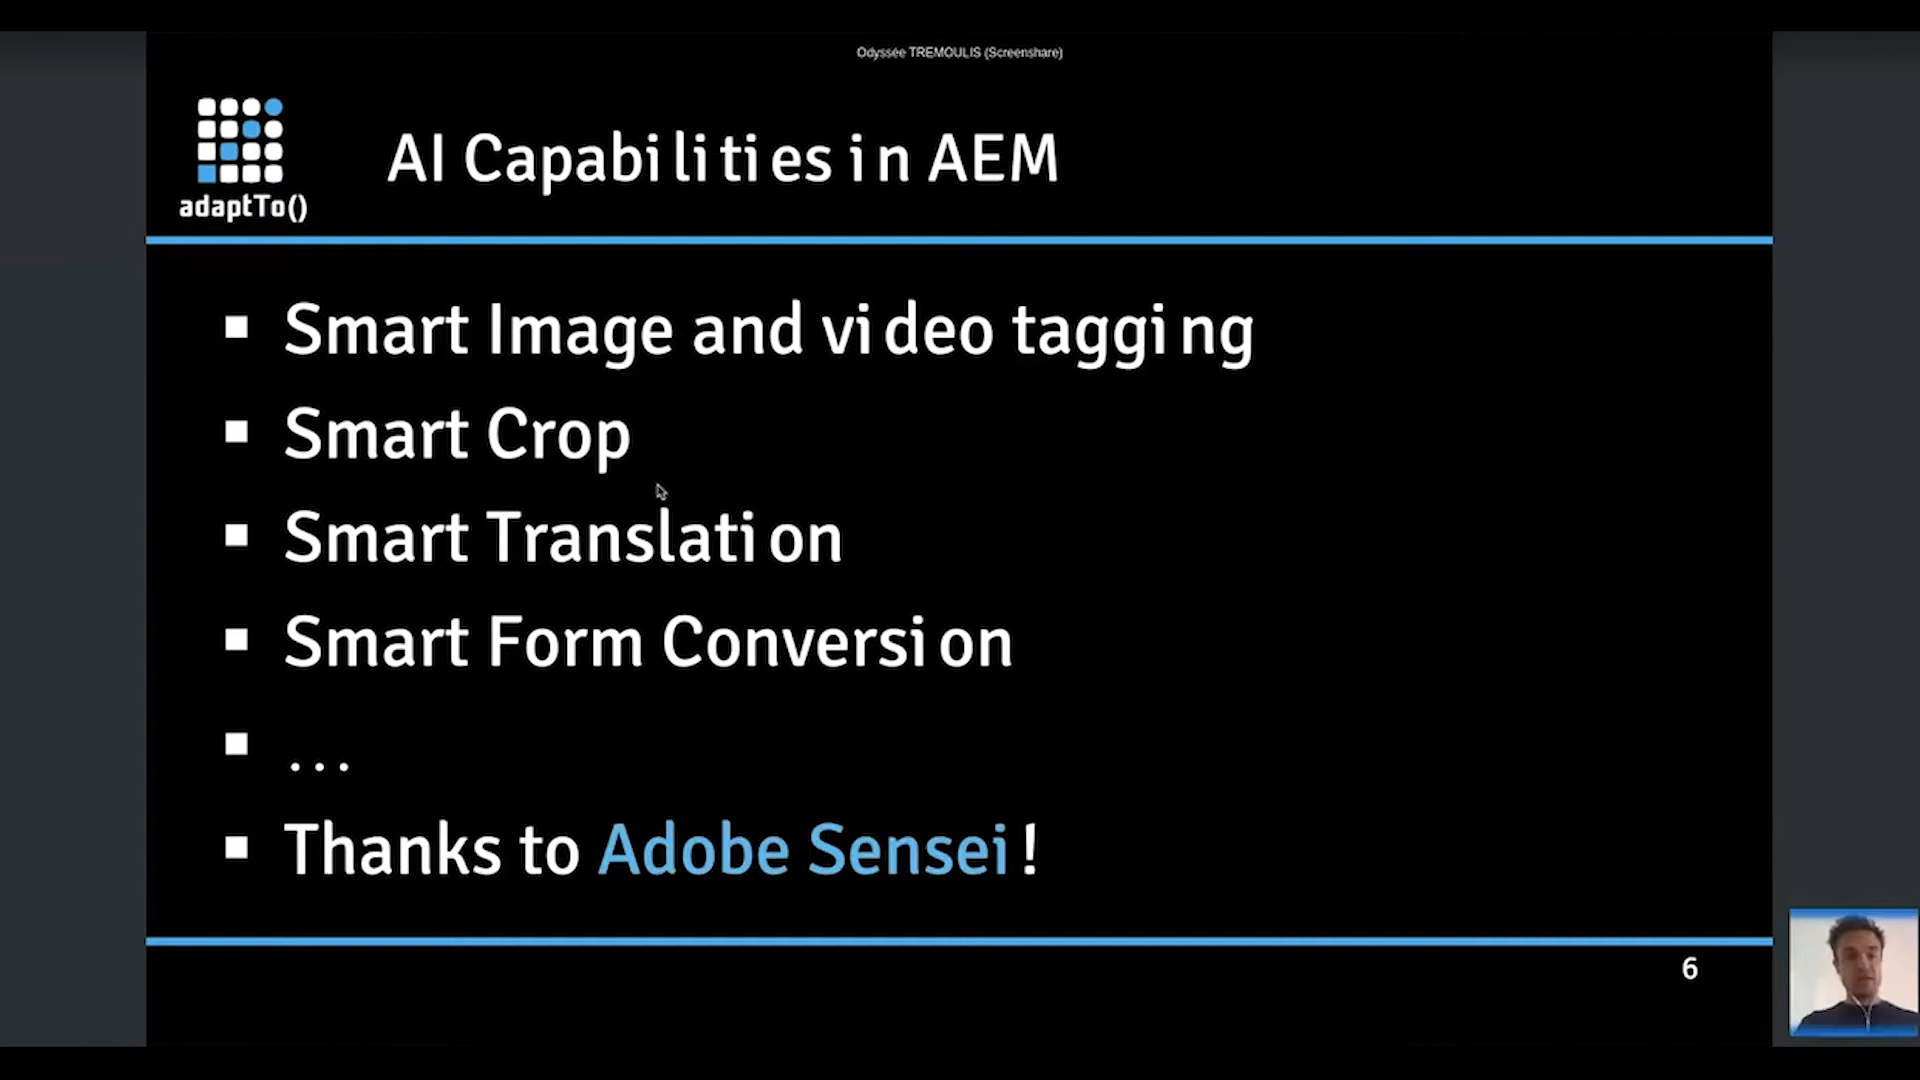 Odyssée TREMOULIS (Screenshare)
adaptTo()
AI Capabilities in AEM
Smart Image and video tagging
Smart Crop
Smart Translation
Smart Form Conversion
...
Thanks to Adobe Sensei!
6